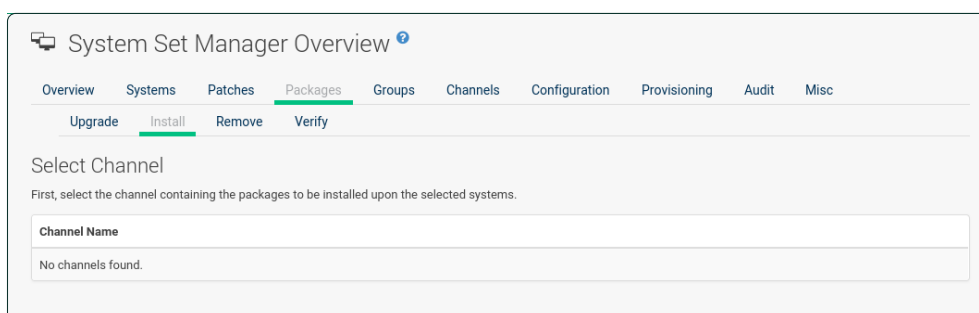 System Set Manager Overview ?
Overview Systems Patches Packages Groups Channels Configuration Provisioning Audit Misc
Upgrade Install Remove Verify
Select Channel
First, select the channel containing the packages to be installed upon the selected systems.
Channel Name
No channels found.